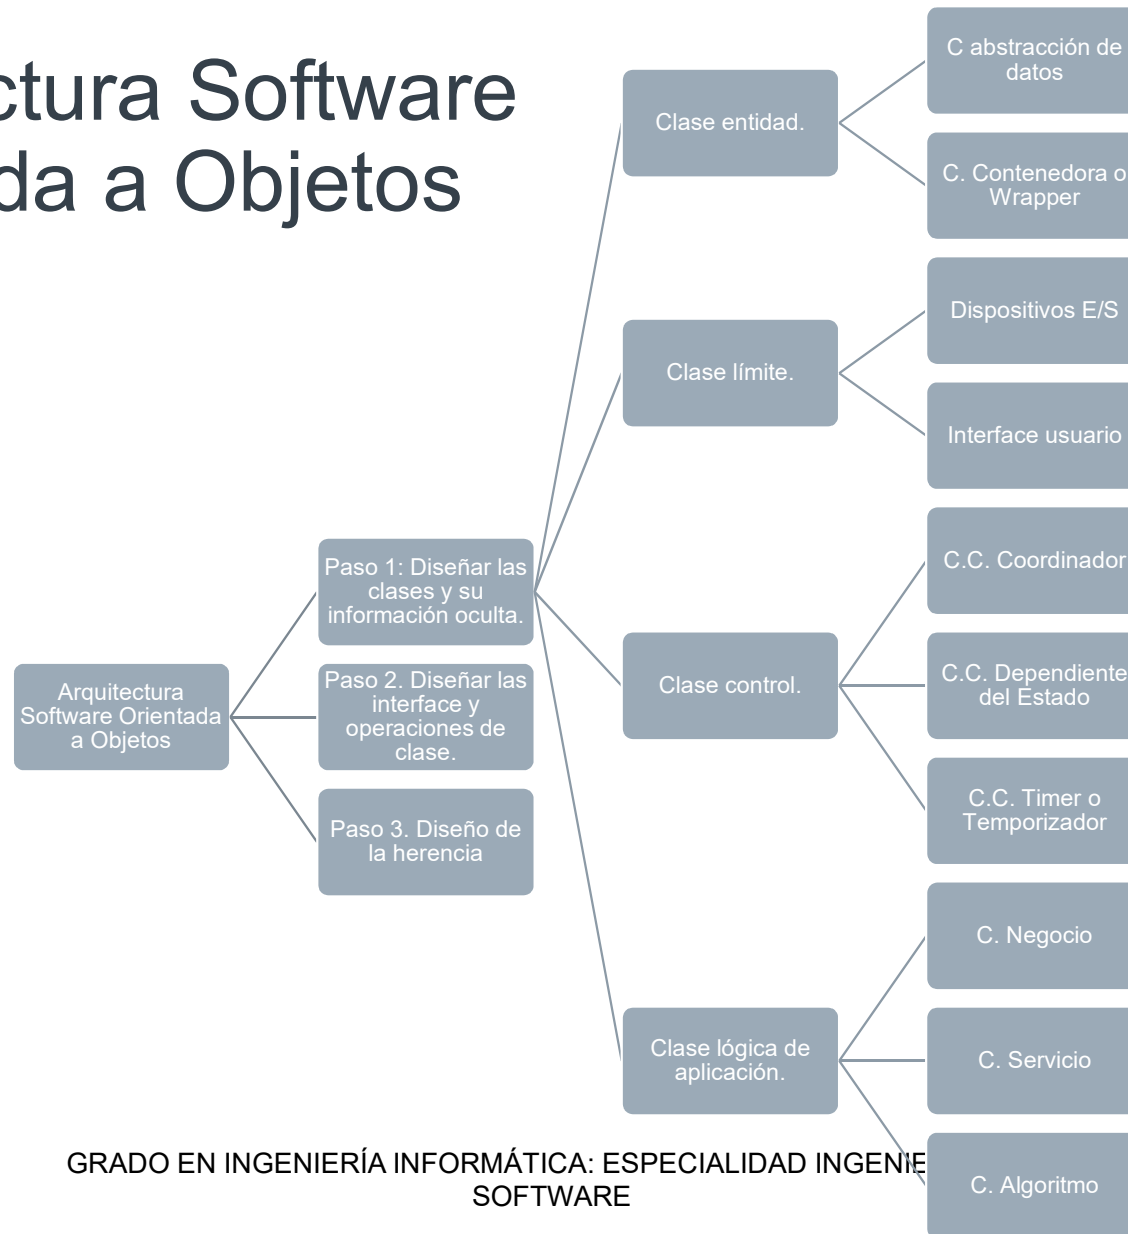 ctura Software
da a Objetos
C abstracción de
datos
Clase entidad.
C. Contenedora o
Wrapper
Dispositivos E/S
Clase límite.
Interface usuario
C.C. Coordinador
Paso 1: Diseñar las
clases y su
información oculta.
Arquitectura
Software Orientada
a Objetos
Paso 2. Diseñar las
interface y
operaciones de
clase.
Clase control.
C.C. Dependiente
del Estado
C.C. Timer o
Temporizador
Paso 3. Diseño de
la herencia
C. Negocio
Clase lógica de
aplicación.
C. Servicio
C. Algoritmo
GRADO EN INGENIERÍA INFORMÁTICA: ESPECIALIDAD INGENIE
SOFTWARE